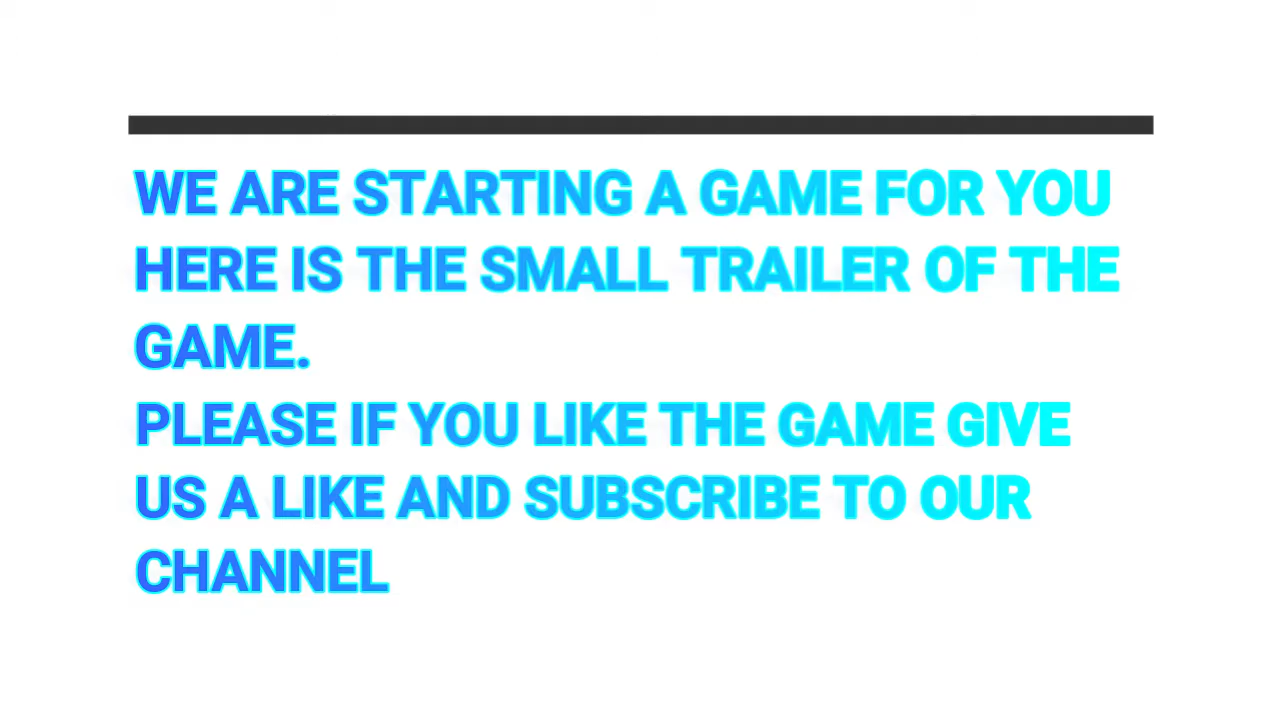 WE ARE STARTING A GAME FOR YOU
HERE IS THE SMALL TRAILER OF THE
GAME.
PLEASE IF YOU LIKE THE GAME GIVE
US A LIKE AND SUBSCRIBE TO OUR
CHANNEL